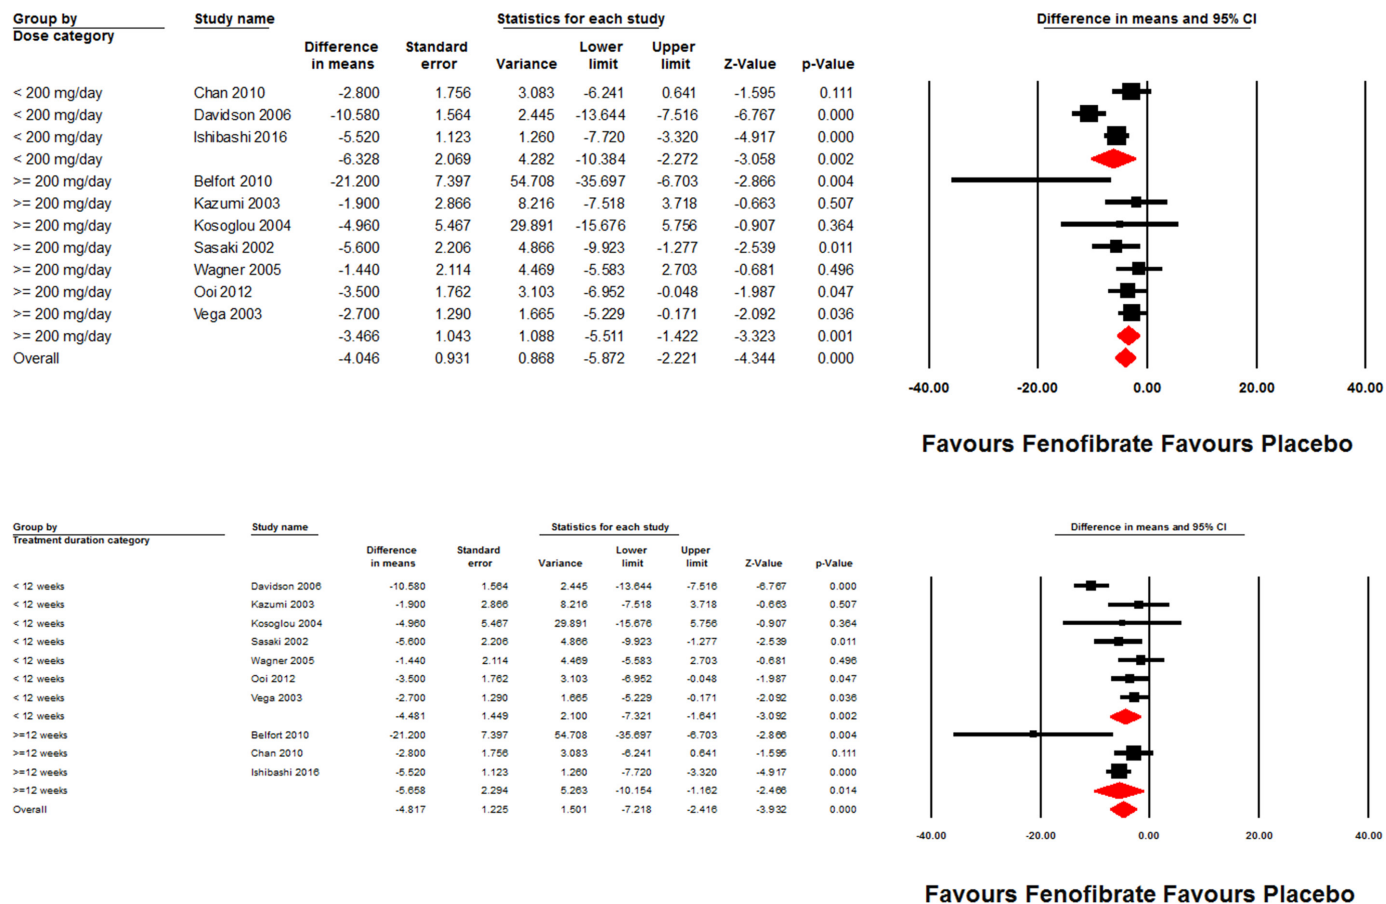 Group by Study name Statistics for each study Difference in means and 95% CI
Dose category
Difference Standard Lower Upper
in means error Variance limit limit Z-Value p-Value
< 200 mg/day Chan 2010 -2.800 1.756 3.083 -6.241 0.641 -1.595 0.111
< 200 mg/day Davidson 2006 -10.580 1.564 2.445 -13.644 -7.516 -6.767 0.000
< 200 mg/day Ishibashi 2016 -5.520 1.123 1.260 -7.720 -3.320 -4.917 0.000
< 200 mg/day -6.328 2.069 4.282 -10.384 -2.272 -3.058 0.002
>= 200 mg/day Belfort 2010 -21.200 7.397 54.708 -35.697 -6.703 -2.866 0.004
>= 200 mg/day Kazumi 2003 -1.900 2.866 8.216 -7.518 3.718 -0.663 0.507
>= 200 mg/day Kosoglou 2004 -4.960 5.467 29.891 -15.676 5.756 -0.907 0.364
>= 200 mg/day Sasaki 2002 -5.600 2.206 4.866 -9.923 -1.277 -2.539 0.011
>= 200 mg/day Wagner 2005 -1.440 2.114 4.469 -5.583 2.703 -0.681 0.496
>= 200 mg/day Ooi 2012 -3.500 1.762 3.103 -6.952 -0.048 -1.987 0.047
>= 200 mg/day Vega 2003 -2.700 1.290 1.665 -5.229 -0.171 -2.092 0.036
>= 200 mg/day -3.466 1.043 1.088 -5.511 -1.422 -3.323 0.001
Overall -4.046 0.931 0.868 -5.872 -2.221 -4.344 0.000
-40.00 -20.00 0.00 20.00 40.00
Favours Fenofibrate Favours Placebo
Group by Study name Statistics for each study Difference in means and 95% CI
Treatment duration category
Difference Standard Lower Upper
in means error Variance limit limit Z-Value p-Value
< 12 weeks Davidson 2006 -10.580 1.564 2.445 -13.644 -7.516 -6.767 0.000
< 12 weeks Kazumi 2003 -1.900 2.866 8.216 -7.518 3.718 -0.663 0.507
< 12 weeks Kosoglou 2004 -4.960 5.467 29.891 -15.676 5.756 -0.907 0.364
< 12 weeks Sasaki 2002 -5.600 2.206 4.866 -9.923 -1.277 -2.539 0.011
< 12 weeks Wagner 2005 -1.440 2.114 4.469 -5.583 2.703 -0.681 0.496
< 12 weeks Ooi 2012 -3.500 1.762 3.103 -6.952 -0.048 -1.987 0.047
< 12 weeks Vega 2003 -2.700 1.290 1.665 -5.229 -0.171 -2.092 0.036
< 12 weeks -4.481 1.449 2.100 -7.321 -1.641 -3.092 0.002
>=12 weeks Belfort 2010 -21.200 7.397 54.708 -35.697 -6.703 -2.866 0.004
>=12 weeks Chan 2010 -2.800 1.756 3.083 -6.241 0.641 -1.595 0.111
>=12 weeks Ishibashi 2016 -5.520 1.123 1.260 -7.720 -3.320 -4.917 0.000
>=12 weeks -5.658 2.294 5.263 -10.154 -1.162 -2.466 0.014
Overall -4.817 1.225 1.501 -7.218 -2.416 -3.932 0.000
-40.00 -20.00 0.00 20.00 40.00
Favours Fenofibrate Favours Placebo